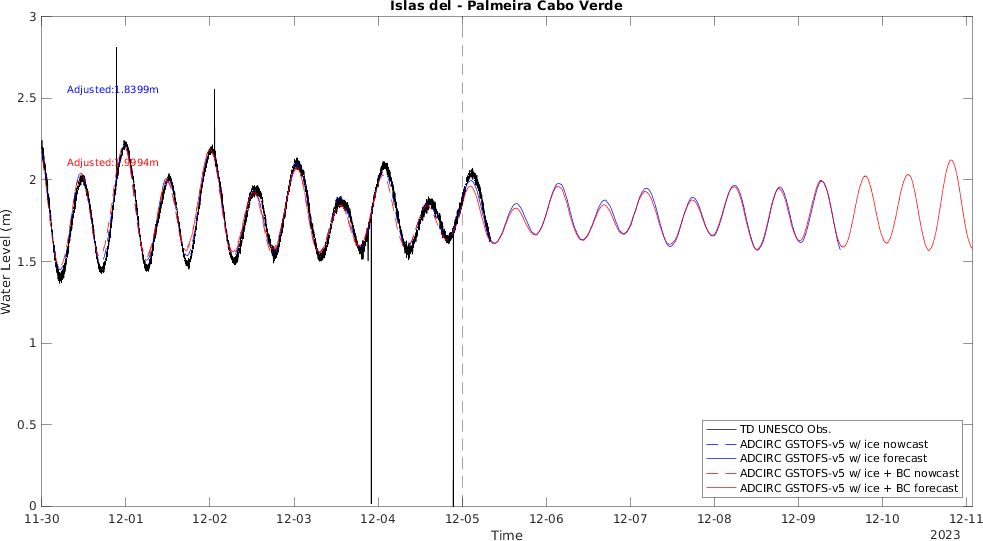 Islas del - Palmeira Cabo Verde
Water Level (m)
3
2.5
2
1.5
1
0.5
0
Adjusted:1.8399m
Adjusted:1.9994m
TD UNESCO Obs.
ADCIRC GSTOFS-v5 w/ ice nowcast
ADCIRC GSTOFS-v5 w/ ice forecast
ADCIRC GSTOFS-v5 w/ ice + BC nowcast
ADCIRC GSTOFS-v5 w/ ice + BC forecast
11-30 12-01 12-02 12-03 12-04 12-05 12-06 12-07 12-08 12-09 12-10 12-11
Time
2023